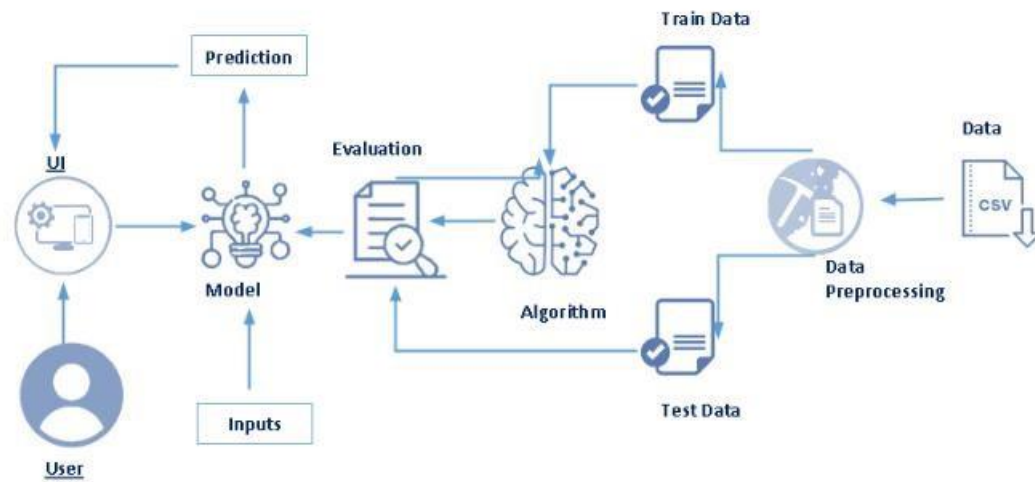 Train Data
Prediction
Data
Evaluation
UI
CSV
Model
Data
Preprocessing
Algorithm
Inputs
Test Data
User